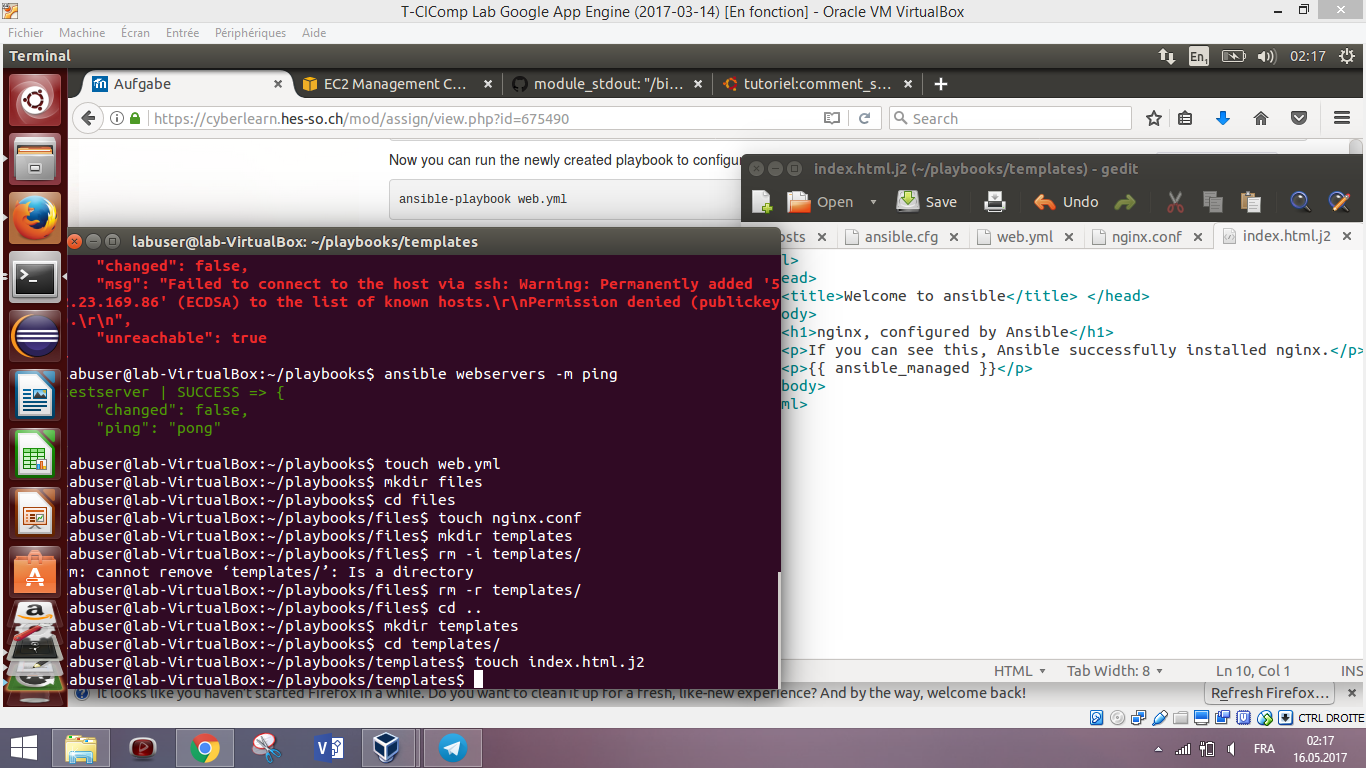 T-ClComp Lab Google App Engine (2017-03-14) [En fonction] - Oracle VM VirtualBox
Fichier Machine Écran Entrée Périphériques Aide
Terminal En1 02:17
Aufgabe EC2 Management C... module_stdout: "/bi... tutoriel:comment_s...
https://cyberlearn.hes-so.ch/mod/assign/view.php?id=675490 Search
Now you can run the newly created playbook to configur
ansible-playbook web.yml
index.html.j2 (~/playbooks/templates) - gedit
Open Save Undo
osts ansible.cfg web.yml nginx.conf index.html.j2
l>
ead>
<title>Welcome to ansible</title> </head>
ody>
<h1>nginx, configured by Ansible</h1>
<p>If you can see this, Ansible successfully installed nginx.</p>
<p>{{ ansible_managed }}</p>
body>
ml>
HTML Tab Width: 8 Ln 10, Col 1 INS
labuser@lab-VirtualBox: ~/playbooks/templates
"changed": false,
"msg": "Failed to connect to the host via ssh: Warning: Permanently added '5
.23.169.86' (ECDSA) to the list of known hosts.\r\nPermission denied (publickey
.\r\n",
"unreachable": true
abuser@lab-VirtualBox:~/playbooks$ ansible webservers -m ping
estserver | SUCCESS => {
"changed": false,
"ping": "pong"
abuser@lab-VirtualBox:~/playbooks$ touch web.yml
abuser@lab-VirtualBox:~/playbooks$ mkdir files
abuser@lab-VirtualBox:~/playbooks$ cd files
abuser@lab-VirtualBox:~/playbooks/files$ touch nginx.conf
abuser@lab-VirtualBox:~/playbooks/files$ mkdir templates
abuser@lab-VirtualBox:~/playbooks/files$ rm -i templates/
m: cannot remove ‘templates/’: Is a directory
abuser@lab-VirtualBox:~/playbooks/files$ rm -r templates/
abuser@lab-VirtualBox:~/playbooks/files$ cd ..
abuser@lab-VirtualBox:~/playbooks$ mkdir templates
abuser@lab-VirtualBox:~/playbooks$ cd templates/
abuser@lab-VirtualBox:~/playbooks/templates$ touch index.html.j2
abuser@lab-VirtualBox:~/playbooks/templates$
It looks like you haven't started Firefox in a while. Do you want to clean it up for a fresh, like-new experience? And by the way, welcome back! Refresh Firefox...
CTRL DROITE
FRA 02:17
16.05.2017